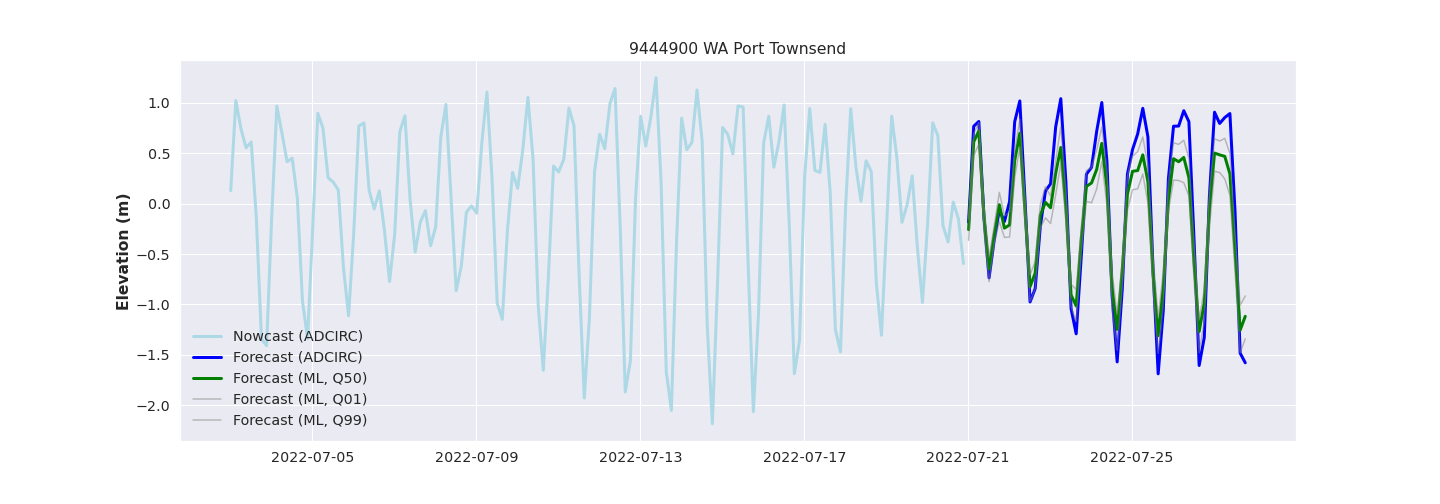 9444900 WA Port Townsend
Elevation (m)
1.0
0.5
0.0
−0.5
−1.0
−1.5
−2.0
Nowcast (ADCIRC)
Forecast (ADCIRC)
Forecast (ML, Q50)
Forecast (ML, Q01)
Forecast (ML, Q99)
2022-07-05 2022-07-09 2022-07-13 2022-07-17 2022-07-21 2022-07-25